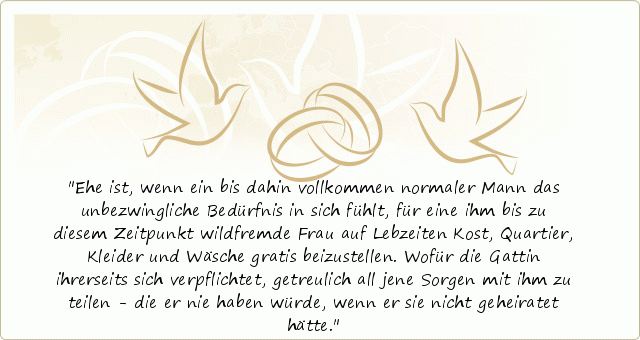 "Ehe ist, wenn ein bis dahin vollkommen normaler Mann das
unbezwingliche Bedürfnis in sich fühlt, für eine ihm bis zu
diesem Zeitpunkt wildfremde Frau auf Lebzeiten Kost, Quartier,
Kleider und Wäsche gratis beizustellen. Wofür die Gattin
ihrerseits sich verpflichtet, getreulich all jene Sorgen mit ihm zu
teilen - die er nie haben würde, wenn er sie nicht geheiratet
hätte."